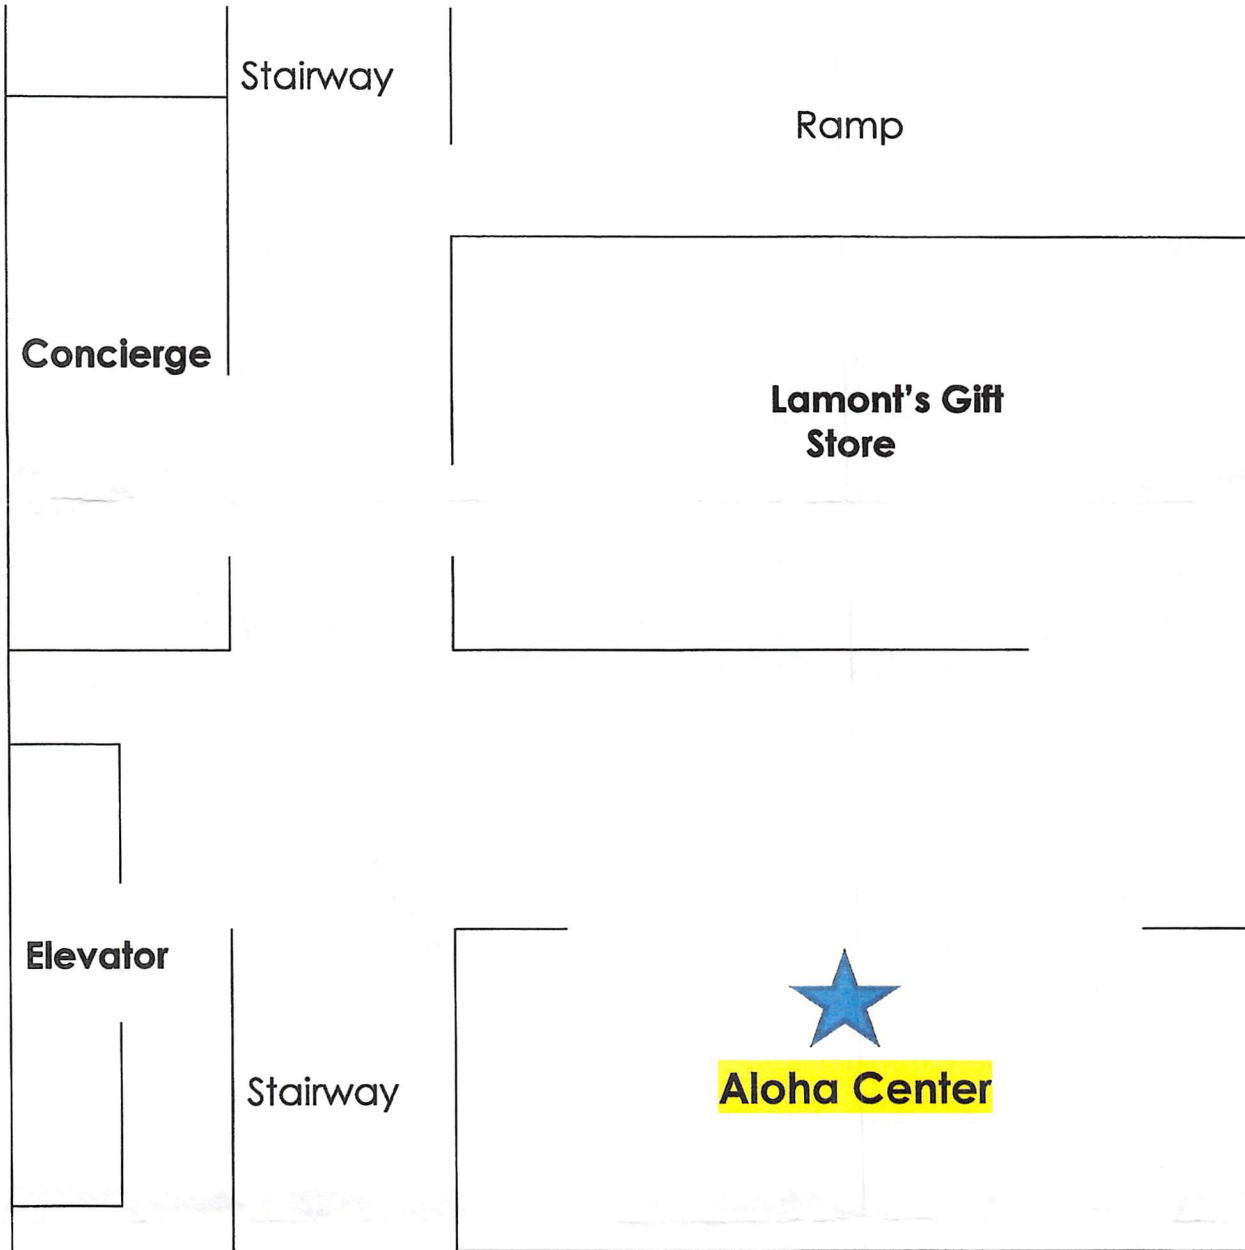 Stairway
Ramp
Concierge
Lamont's Gift
Store
Elevator
Stairway
Aloha Center